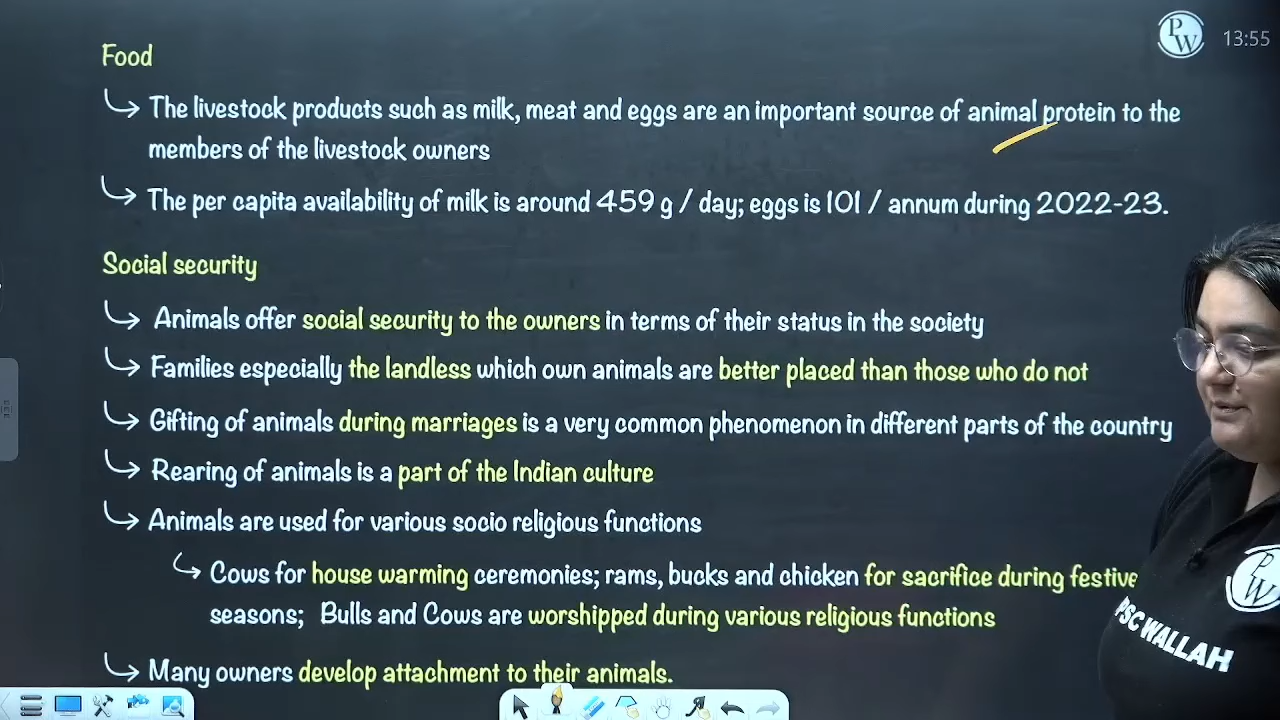 PW
13:55
Food
The livestock products such as milk, meat and eggs are an important source of animal protein to the
members of the livestock owners
The per capita availability of milk is around 459 g / day; eggs is 101 / annum during 2022-23.
Social security
Animals offer social security to the owners in terms of their status in the society
Families especially the landless which own animals are better placed than those who do not
Gifting of animals during marriages is a very common phenomenon in different parts of the country
Rearing of animals is a part of the Indian culture
Animals are used for various socio religious functions
Cows for house warming ceremonies; rams, bucks and chicken for sacrifice during festive
seasons; Bulls and Cows are worshipped during various religious functions
Many owners develop attachment to their animals.
PW
PSC WALLAH